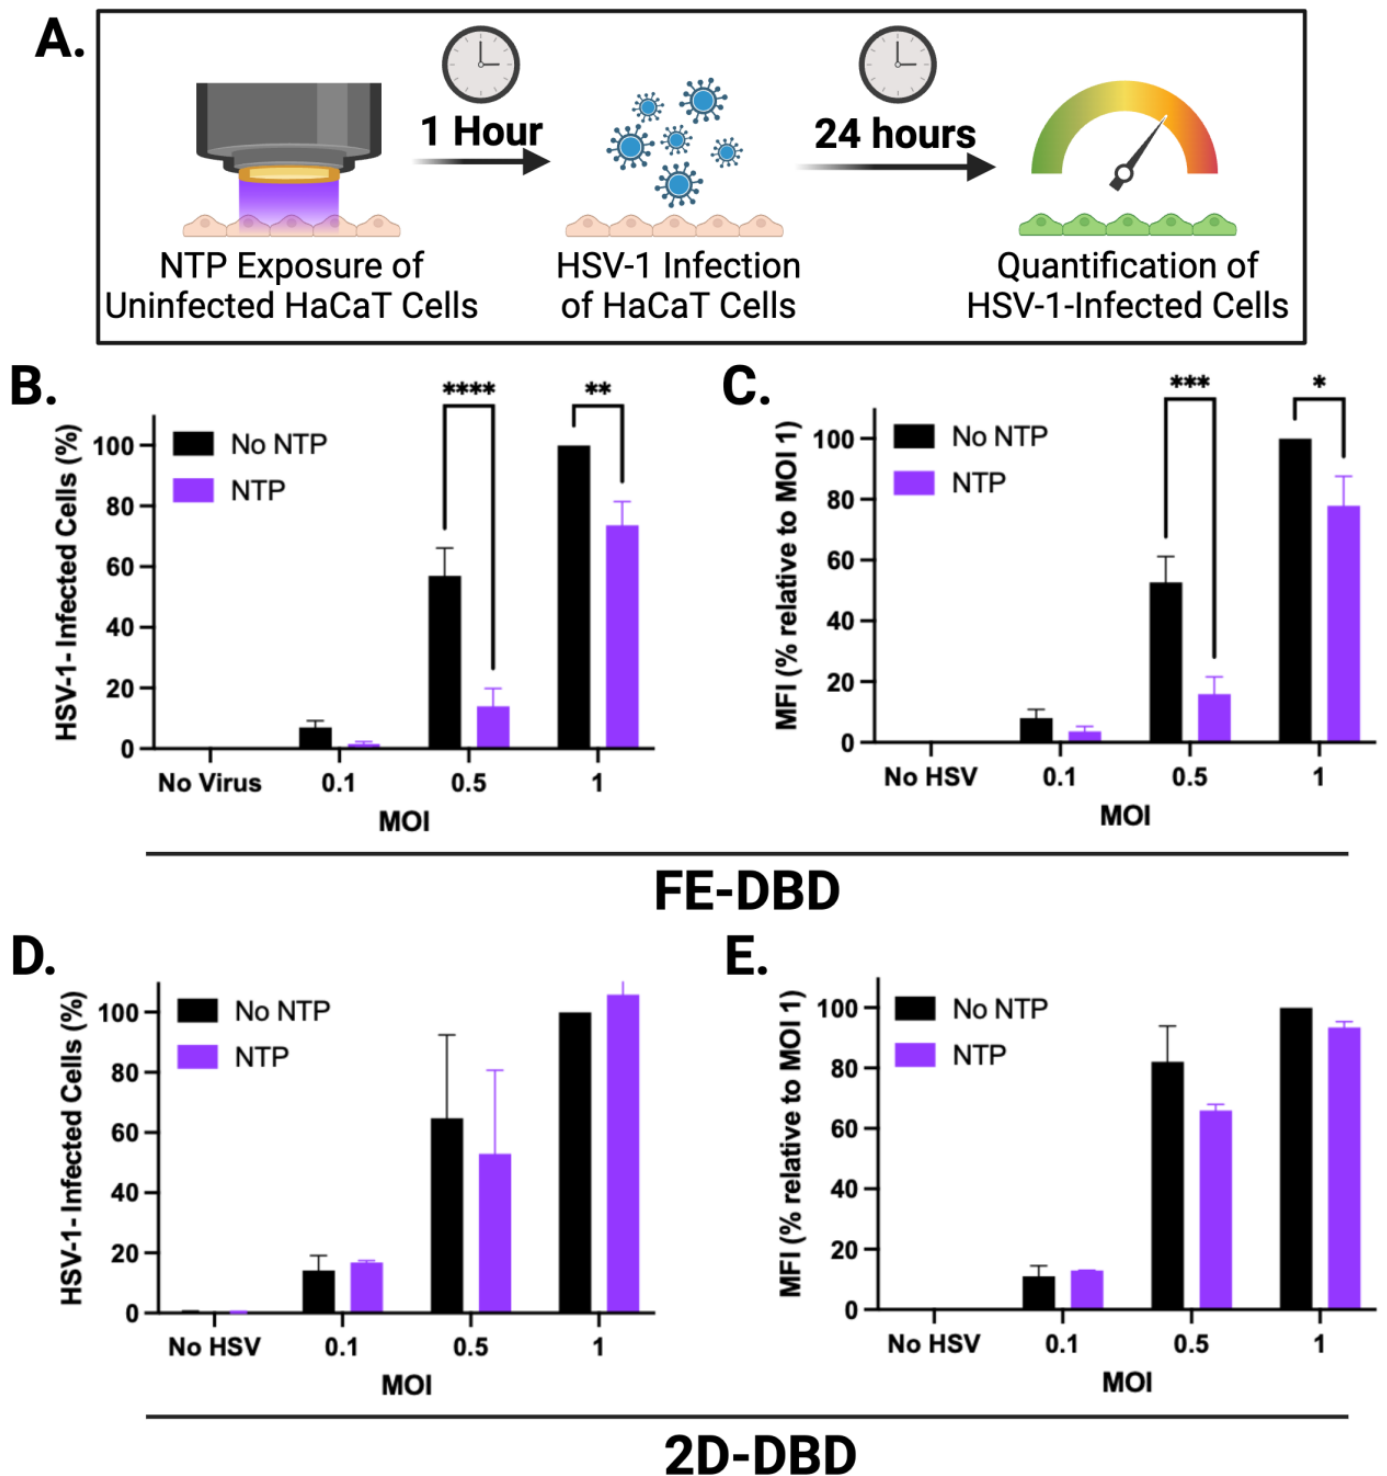 A.
1 Hour
24 hours
NTP Exposure of
Uninfected HaCaT Cells
HSV-1 Infection
of HaCaT Cells
Quantification of
HSV-1-Infected Cells
B.
HSV-1- Infected Cells (%)
100
80
60
40
20
0
No NTP
NTP
****
**
No Virus
0.1
0.5
1
MOI
C.
MFI (% relative to MOI 1)
100
80
60
40
20
0
No NTP
NTP
***
*
No HSV
0.1
0.5
1
MOI
FE-DBD
D.
HSV-1- Infected Cells (%)
100
80
60
40
20
0
No NTP
NTP
No HSV
0.1
0.5
1
MOI
E.
MFI (% relative to MOI 1)
100
80
60
40
20
0
No NTP
NTP
No HSV
0.1
0.5
1
MOI
2D-DBD